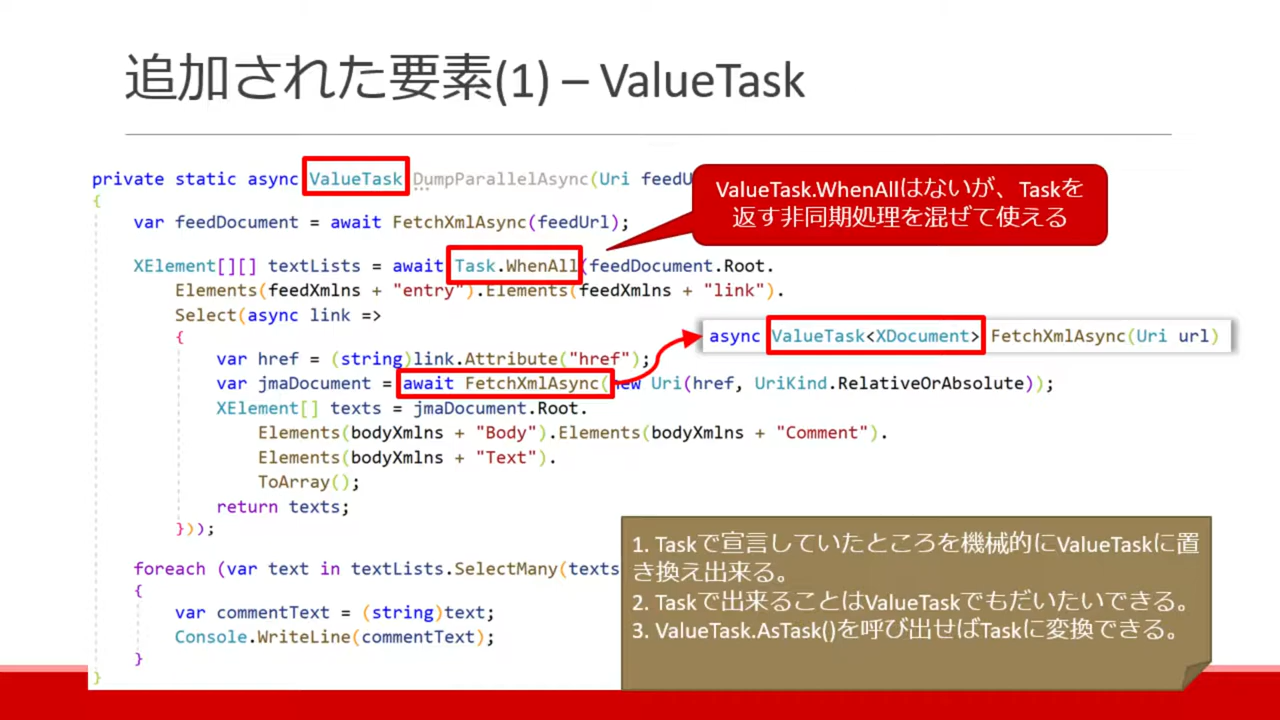 追加された要素(1) – ValueTask
private static async ValueTask DumpParallelAsync(Uri feedU
{
var feedDocument = await FetchXmlAsync(feedUrl);
ValueTask.WhenAllはないが、Taskを
返す非同期処理を混ぜて使える
XElement[][] textLists = await Task.WhenAll(feedDocument.Root.
Elements(feedXmlns + "entry").Elements(feedXmlns + "link").
Select(async link =>
{
async ValueTask<XDocument> FetchXmlAsync(Uri url)
var href = (string)link.Attribute("href");
var jmaDocument = await FetchXmlAsync(new Uri(href, UriKind.RelativeOrAbsolute));
XElement[] texts = jmaDocument.Root.
Elements(bodyXmlns + "Body").Elements(bodyXmlns + "Comment").
Elements(bodyXmlns + "Text").
ToArray();
return texts;
}));
foreach (var text in textLists.SelectMany(texts
{
var commentText = (string)text;
Console.WriteLine(commentText);
}
}
1. Taskで宣言していたところを機械的にValueTaskに置
き換え出来る。
2. Taskで出来ることはValueTaskでもだいたいできる。
3. ValueTask.AsTask()を呼び出せばTaskに変換できる。